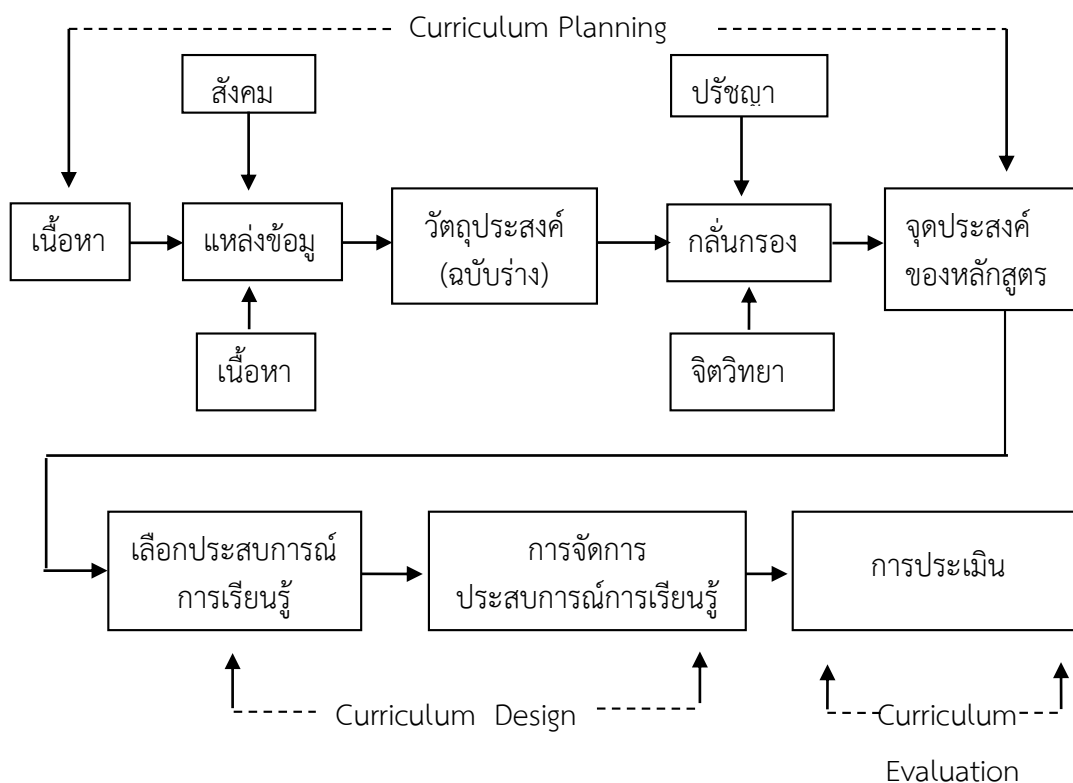 Curriculum Planning
สังคม
ปรัชญา
เนื้อหา
แหล่งข้อมู
วัตถุประสงค์
(ฉบับร่าง)
กลั่นกรอง
จุดประสงค์
ของหลักสูตร
เนื้อหา
จิตวิทยา
เลือกประสบการณ์
การเรียนรู้
การจัดการ
ประสบการณ์การเรียนรู้
การประเมิน
Curriculum Design
Curriculum
Evaluation